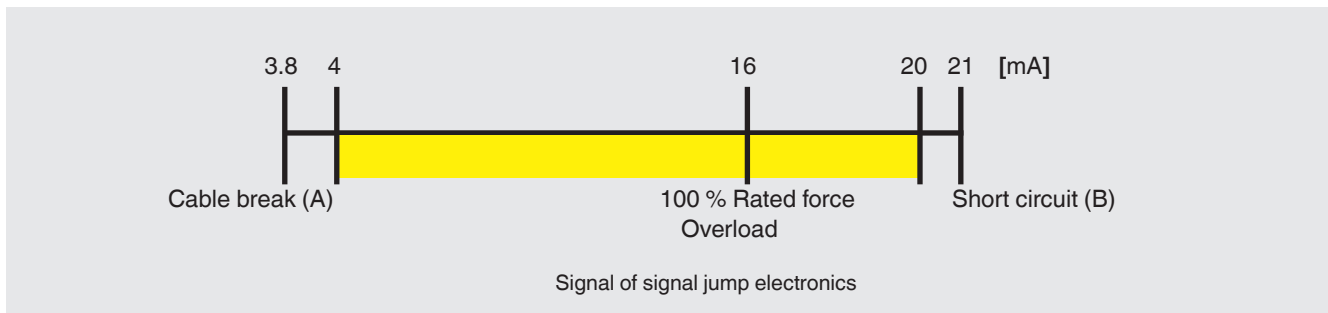 3.8 4 16 20 21 [mA]
Cable break (A) 100 % Rated force Short circuit (B)
Overload
Signal of signal jump electronics